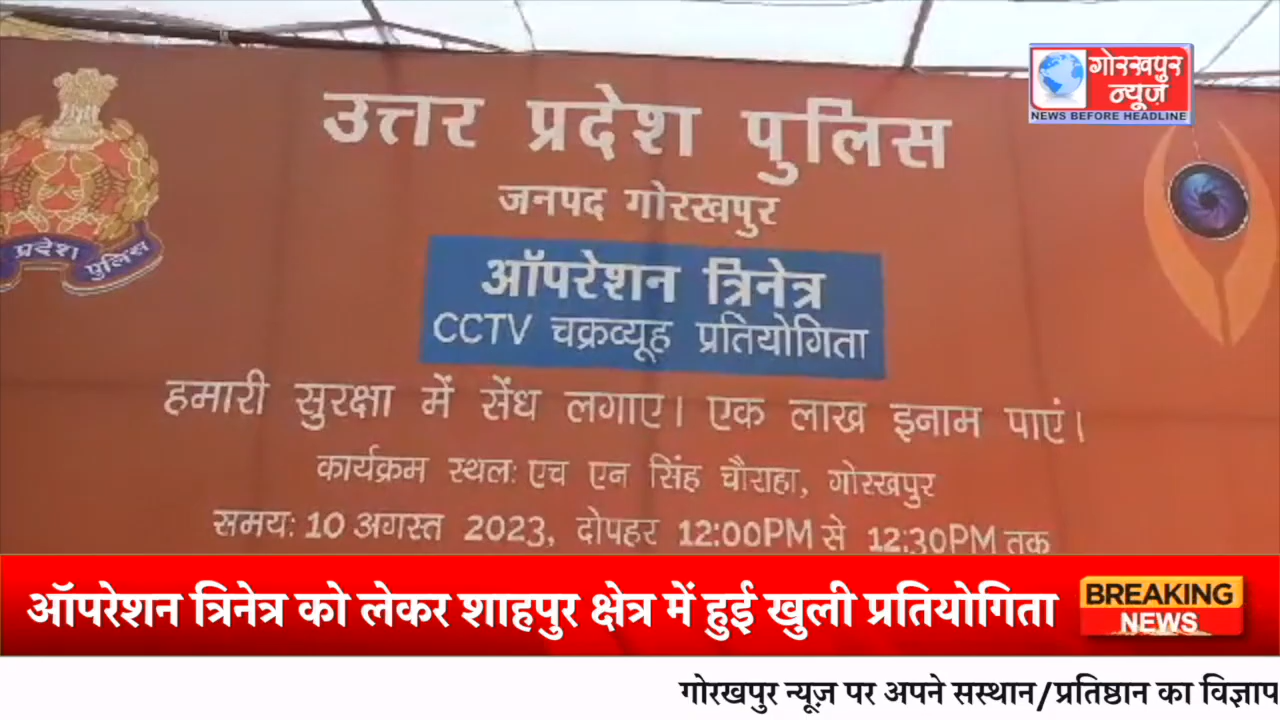 गोरखपुर
न्यूज़
NEWS BEFORE HEADLINE
उत्तर प्रदेश पुलिस
जनपद गोरखपुर
प्रदेश पुलिस
ऑपरेशन त्रिनेत्र
CCTV चक्रव्यूह प्रतियोगिता
हमारी सुरक्षा में सेंध लगाए। एक लाख इनाम पाएं।
कार्यक्रम स्थल: एच एन सिंह चौराहा, गोरखपुर
समय: 10 अगस्त 2023, दोपहर 12:00PM से 12:30PM तक
ऑपरेशन त्रिनेत्र को लेकर शाहपुर क्षेत्र में हुई खुली प्रतियोगिता
BREAKING
NEWS
गोरखपुर न्यूज़ पर अपने सस्थान/प्रतिष्ठान का विज्ञाप